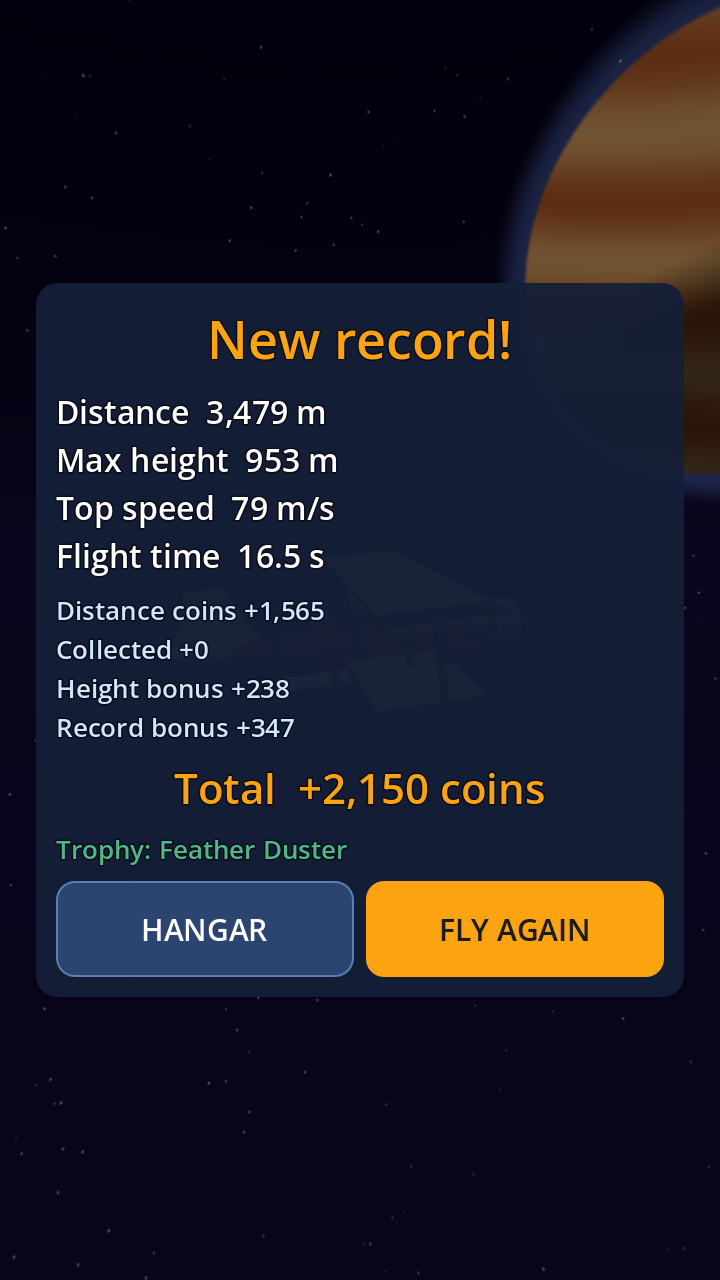 New record!
Distance 3,479 m
Max height 953 m
Top speed 79 m/s
Flight time 16.5 s
Distance coins +1,565
Collected +0
Height bonus +238
Record bonus +347
Total +2,150 coins
Trophy: Feather Duster
HANGAR
FLY AGAIN